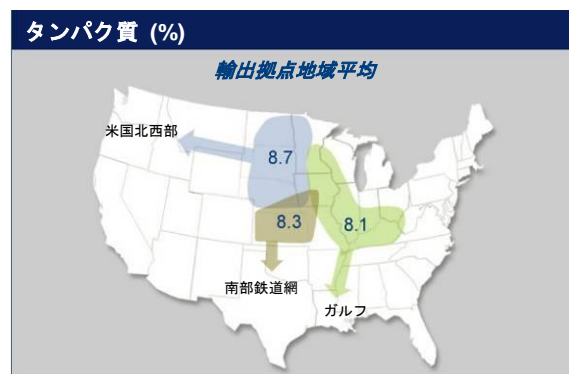 タンパク質 (%)
輸出拠点地域平均
米国北西部
8.7
8.3
8.1
南部鉄道網
ガルフ